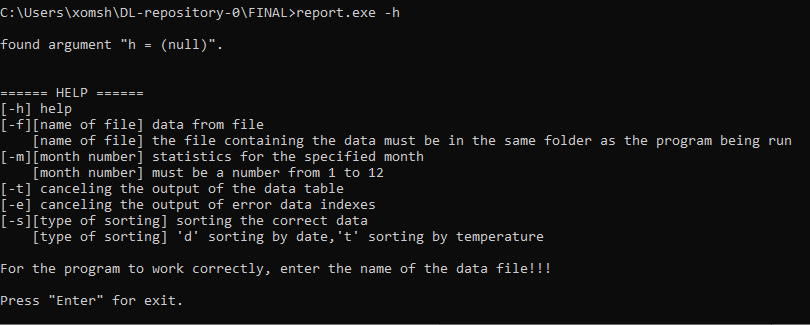 C:\Users\xomsh\DL-repository-0\FINAL>report.exe -h
found argument "h = (null)".
====== HELP ======
[-h] help
[-f][name of file] data from file
[name of file] the file containing the data must be in the same folder as the program being run
[-m][month number] statistics for the specified month
[month number] must be a number from 1 to 12
[-t] canceling the output of the data table
[-e] canceling the output of error data indexes
[-s][type of sorting] sorting the correct data
[type of sorting] 'd' sorting by date,'t' sorting by temperature
For the program to work correctly, enter the name of the data file!!!
Press "Enter" for exit.